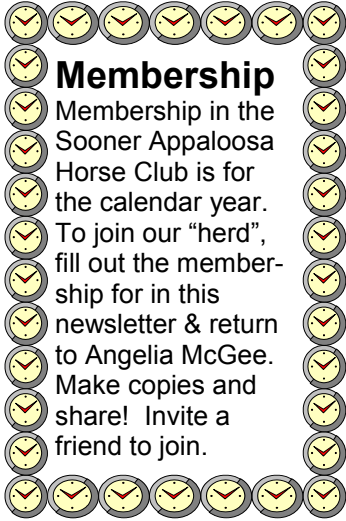 Membership
Membership in the
Sooner Appaloosa
Horse Club is for
the calendar year.
To join our “herd”,
fill out the member-
ship for in this
newsletter & return
to Angelia McGee.
Make copies and
share!  Invite a
friend to join.